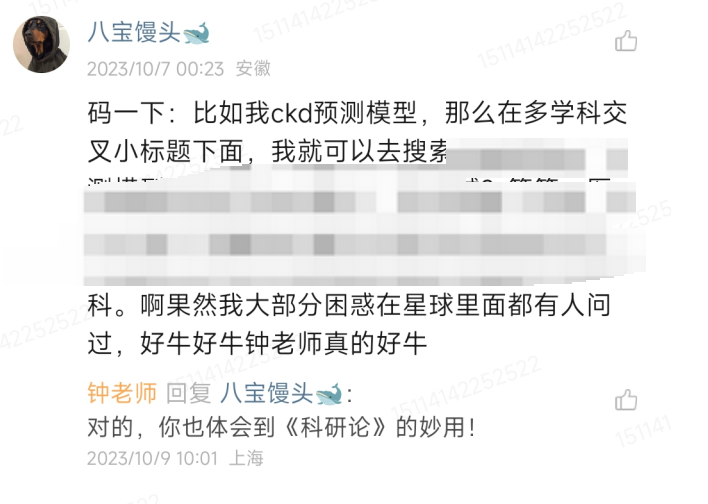 八宝馒头🐳
2023/10/7 00:23 安徽
码一下：比如我ckd预测模型，那么在多学科交
叉小标题下面，我就可以去搜索
科。啊果然我大部分困惑在星球里面都有人问
过，好牛好牛钟老师真的好牛
钟老师 回复 八宝馒头🐳：
对的，你也体会到《科研论》的妙用！
2023/10/9 10:01 上海
15114142252522